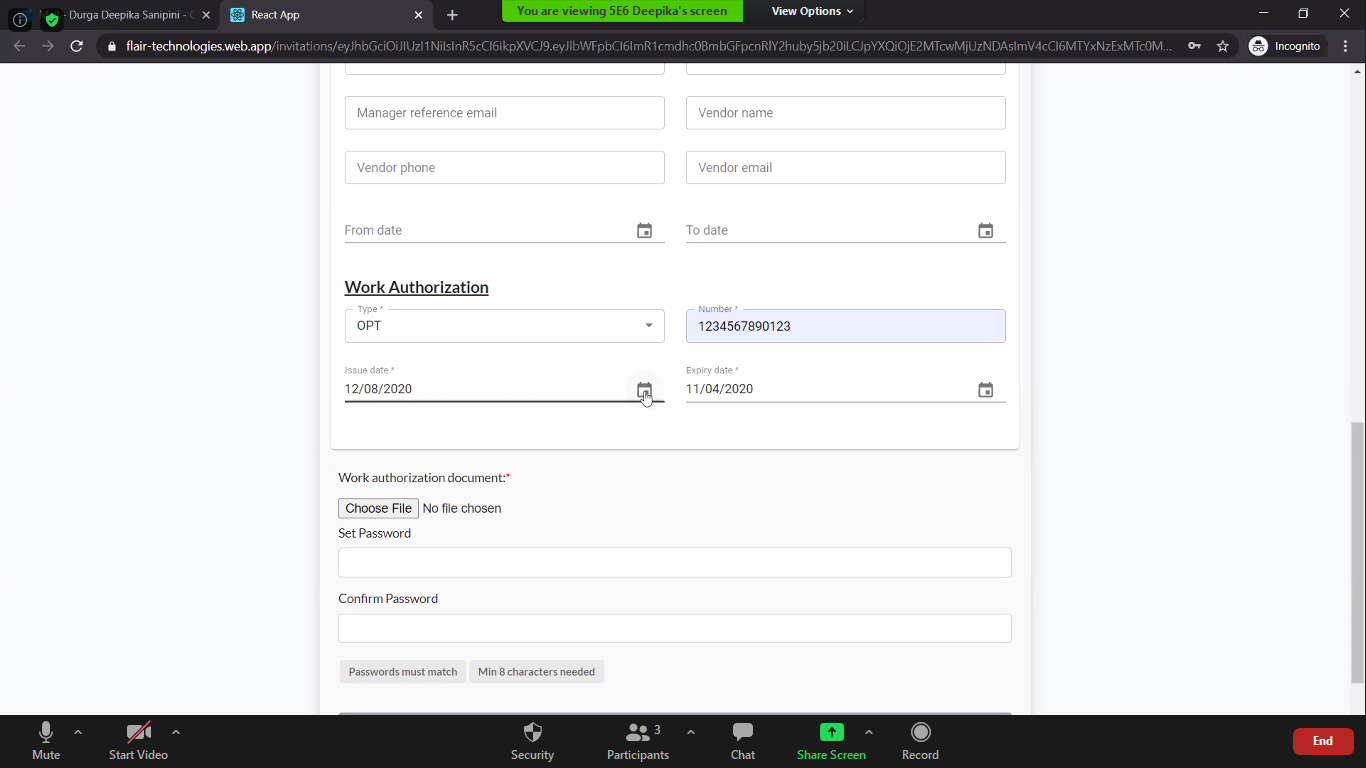 - Durga Deepika Sanipini -
React App
You are viewing 5E6 Deepika's screen
View Options
flair-technologies.web.app/invitations/
Incognito
Manager reference email
Vendor name
Vendor phone
Vendor email
From date
To date
Work Authorization
Type *
Number *
OPT
1234567890123
Issue date *
Expiry date *
12/08/2020
11/04/2020
Work authorization document:*
Choose File No file chosen
Set Password
Confirm Password
Passwords must match
Min 8 characters needed
Mute
Start Video
Security
3
Participants
Chat
Share Screen
Record
End